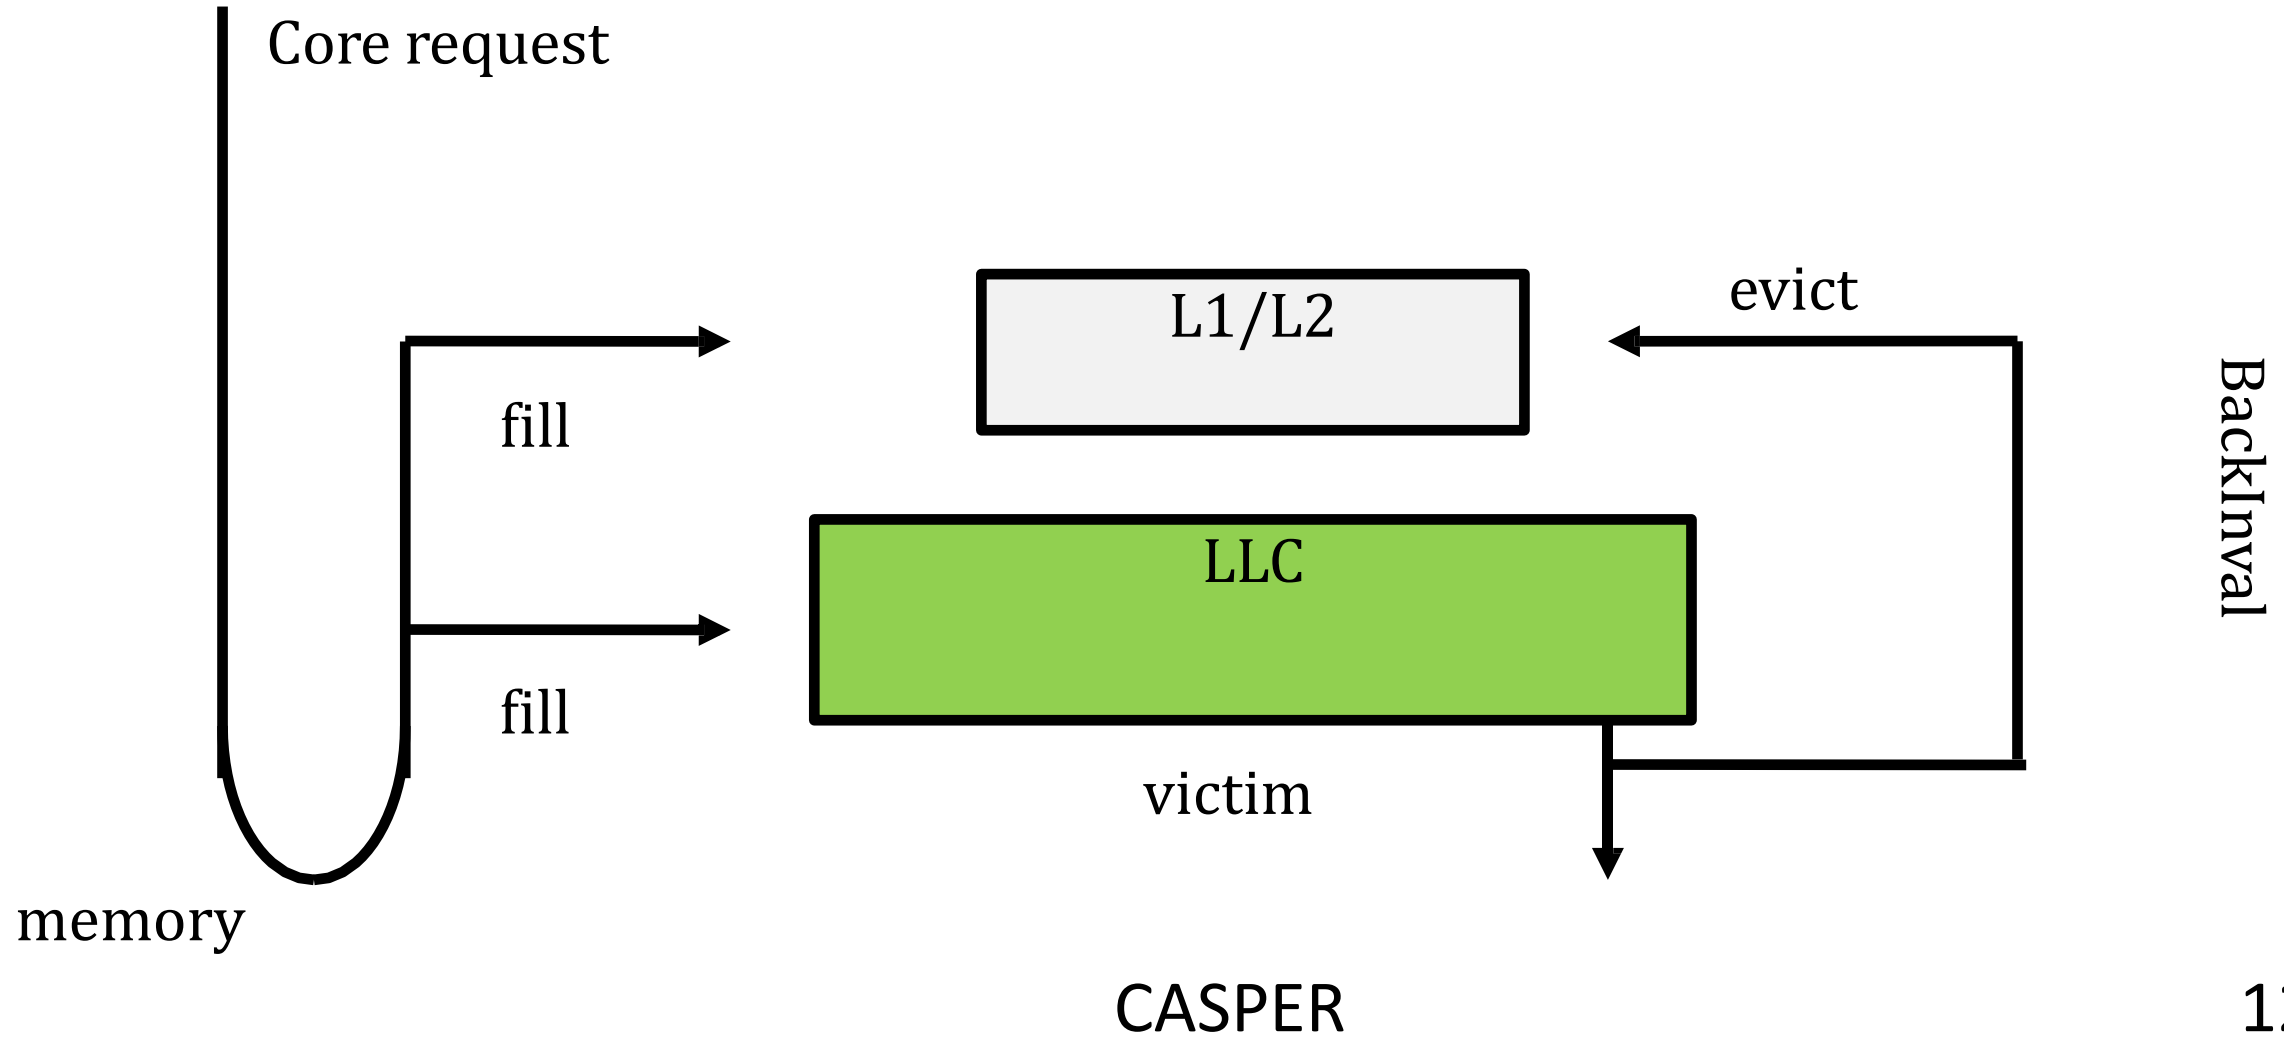 Core request
L1/L2
evict
fill
BackInval
LLC
fill
victim
memory
CASPER